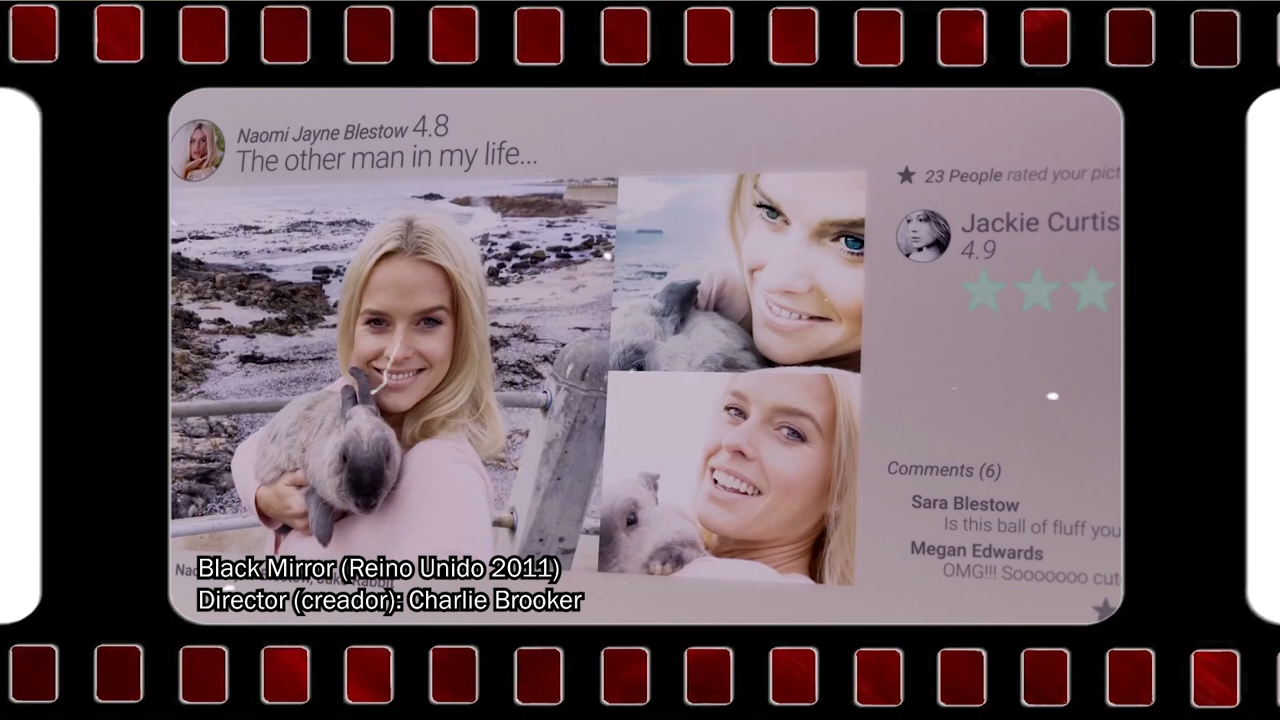 Naomi Jayne Blestow 4.8
The other man in my life...
23 People rated your pict
Jackie Curtis
4.9
Comments (6)
Sara Blestow
Is this ball of fluff you
Megan Edwards
OMG!!! Sooooooo cut
Black Mirror (Reino Unido 2011)
Director (creador): Charlie Brooker